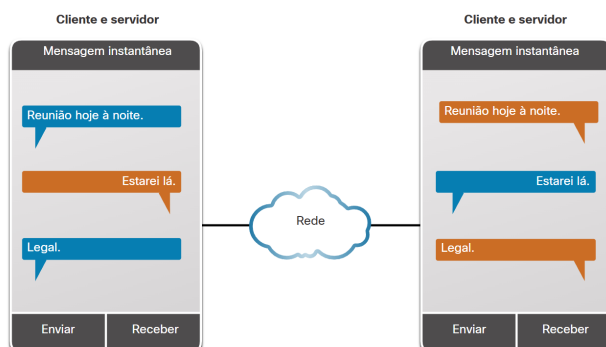 Cliente e servidor
Mensagem instantânea
Reunião hoje à noite.
Estarei lá.
Legal.
Enviar
Receber
Rede
Cliente e servidor
Mensagem instantânea
Reunião hoje à noite.
Estarei lá.
Legal.
Enviar
Receber